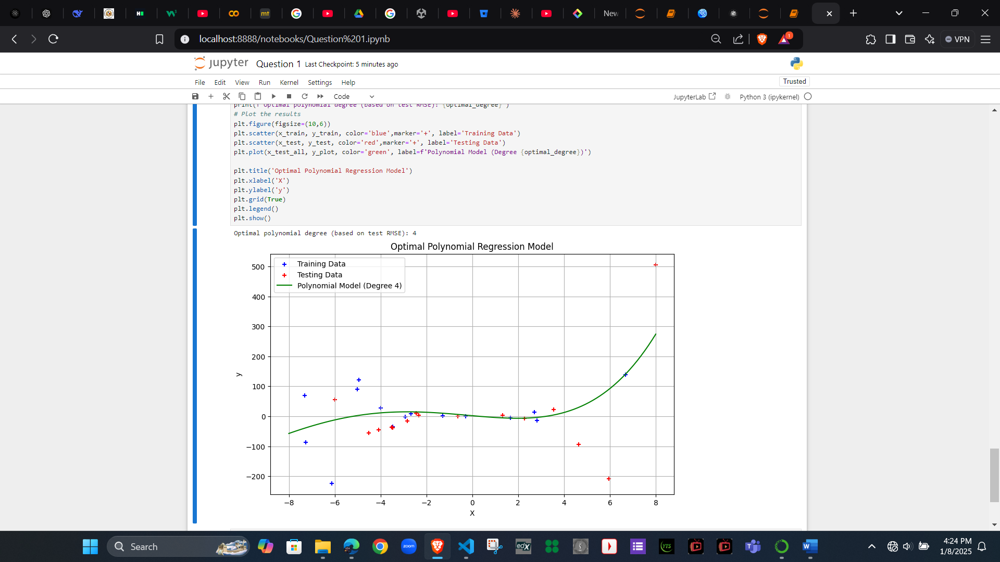 mt
New
localhost:8888/notebooks/Question%201.ipynb
1
VPN
jupyter Question 1 Last Checkpoint: 5 minutes ago
File Edit View Run Kernel Settings Help
Trusted
Code
JupyterLab
Python 3 (ipykernel)
print(f'Optimal polynomial degree (based on test RMSE): {optimal_degree}')
# Plot the results
plt.figure(figsize=(10,6))
plt.scatter(x_train, y_train, color='blue',marker='+', label='Training Data')
plt.scatter(x_test, y_test, color='red',marker='+', label='Testing Data')
plt.plot(x_test_all, y_plot, color='green', label=f'Polynomial Model (Degree {optimal_degree})')
plt.title('Optimal Polynomial Regression Model')
plt.xlabel('X')
plt.ylabel('y')
plt.grid(True)
plt.legend()
plt.show()
Optimal polynomial degree (based on test RMSE): 4
Optimal Polynomial Regression Model
Training Data
Testing Data
Polynomial Model (Degree 4)
500
400
300
200
100
0
−100
−200
y
−8 −6 −4 −2 0 2 4 6 8
X
Search
zoom
edX
YTS
W
4:24 PM
1/8/2025